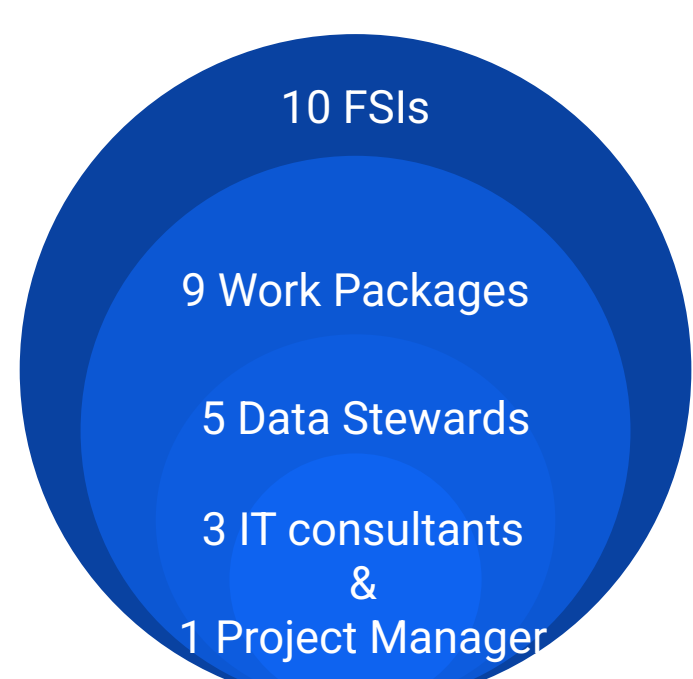 10 FSIs
9 Work Packages
5 Data Stewards
3 IT consultants
&
1 Project Manager